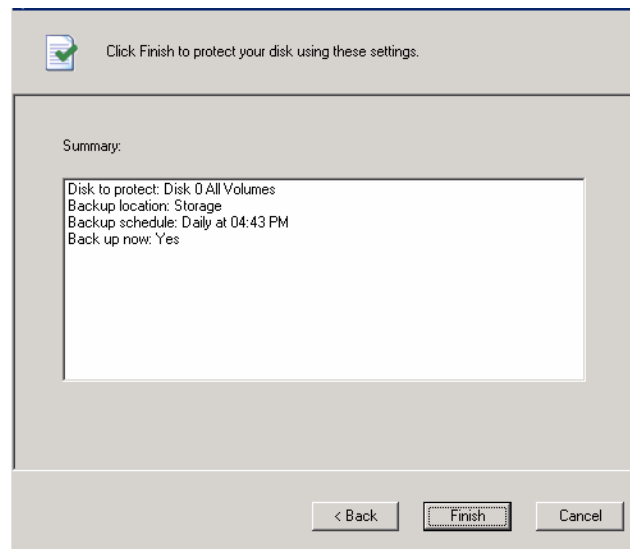 Click Finish to protect your disk using these settings.
Summary:
Disk to protect: Disk 0 All Volumes
Backup location: Storage
Backup schedule: Daily at 04:43 PM
Back up now: Yes
< Back
Finish
Cancel